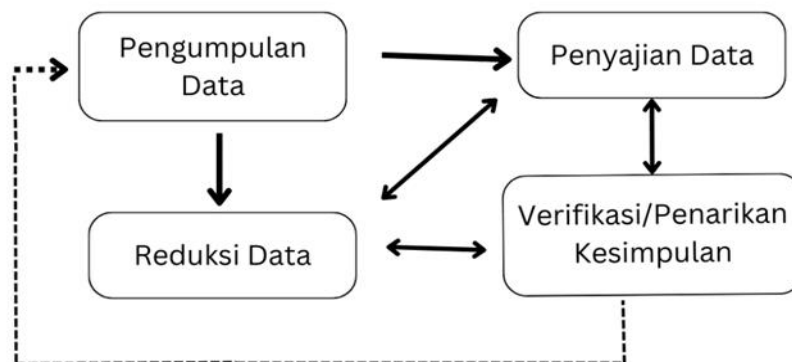 Pengumpulan
Data
Penyajian Data
Reduksi Data
Verifikasi/Penarikan
Kesimpulan